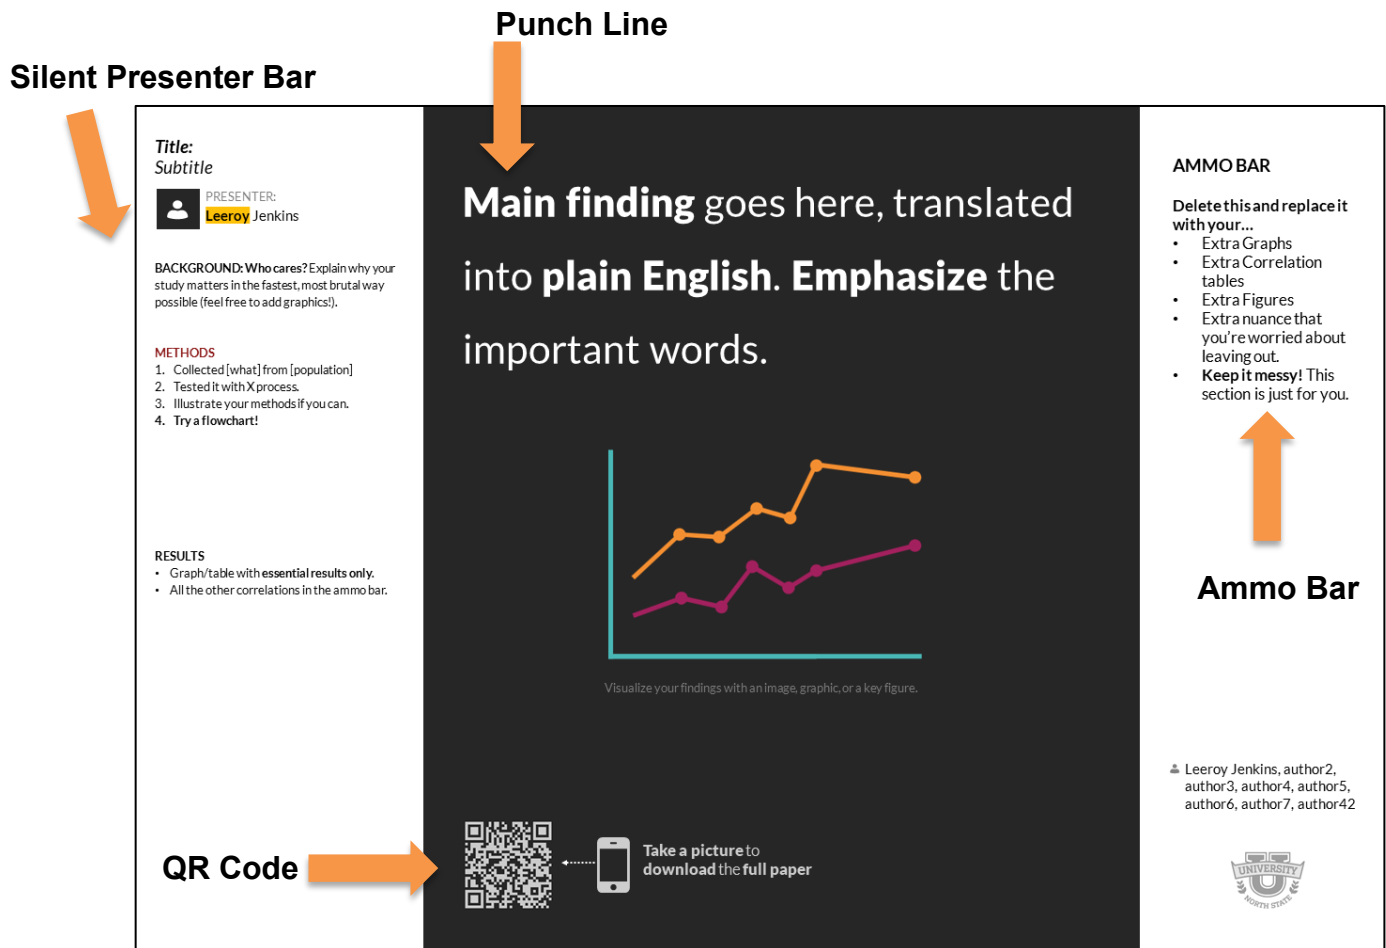 Punch Line
Silent Presenter Bar
Title:
Subtitle
PRESENTER:
Leeroy Jenkins
BACKGROUND: Who cares? Explain why your
study matters in the fastest, most brutal way
possible (feel free to add graphics!).
METHODS
1. Collected [what] from [population]
2. Tested it with X process.
3. Illustrate your methods if you can.
4. Try a flowchart!
RESULTS
• Graph/table with essential results only.
• All the other correlations in the ammo bar.
QR Code
Main finding goes here, translated
into plain English. Emphasize the
important words.
Visualize your findings with an image, graphic, or a key figure.
Take a picture to
download the full paper
AMMO BAR
Delete this and replace it
with your...
• Extra Graphs
• Extra Correlation
tables
• Extra Figures
• Extra nuance that
you're worried about
leaving out.
• Keep it messy! This
section is just for you.
Ammo Bar
Leeroy Jenkins, author2,
author3, author4, author5,
author6, author7, author42
UNIVERSITY
NORTH STATE